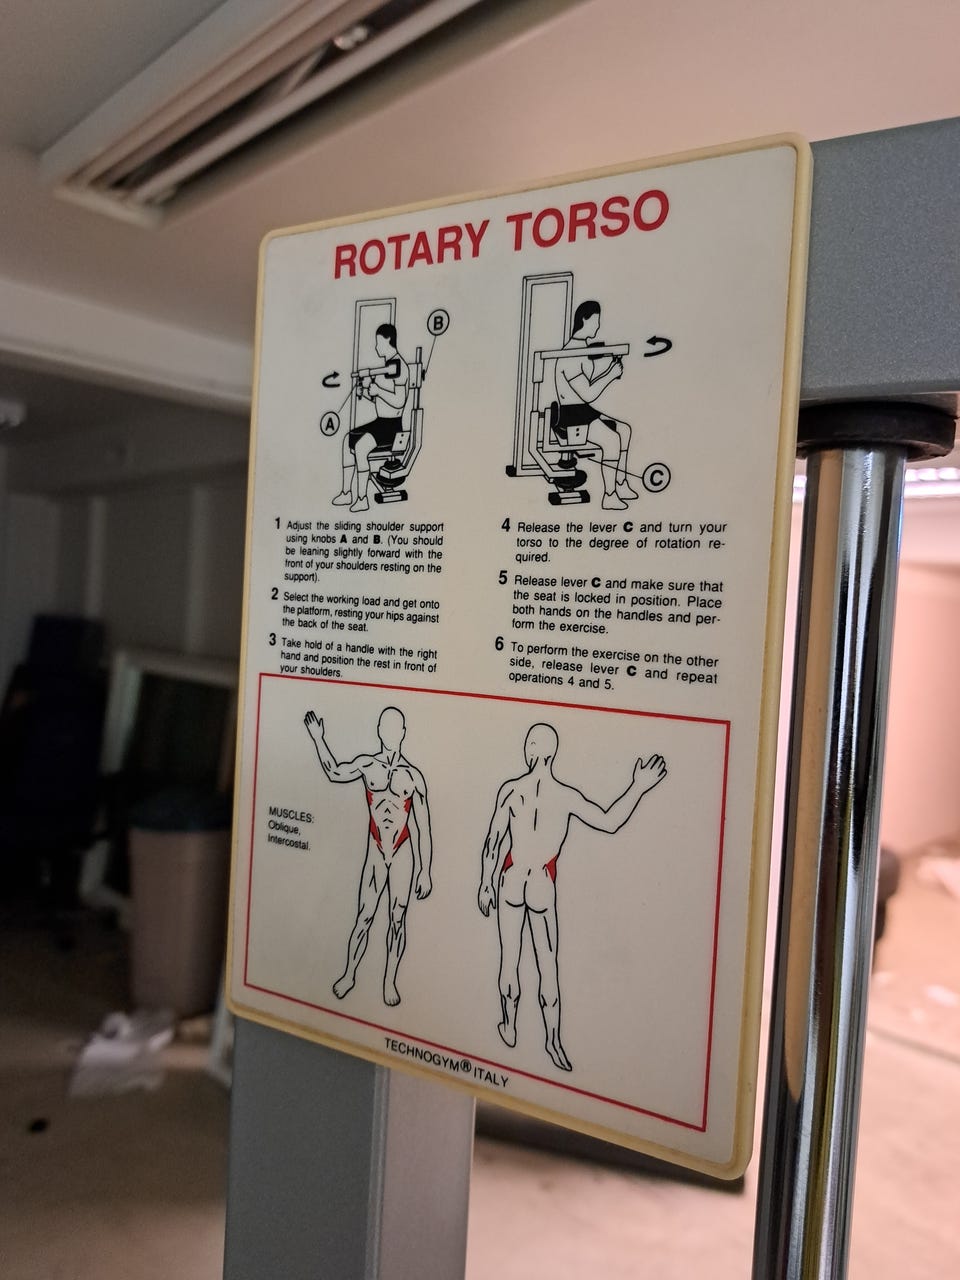 ROTARY TORSO
B
A
C
1 Adjust the sliding shoulder support
using knobs A and B. (You should
be leaning slightly forward with the
front of your shoulders resting on the
support).
2 Select the working load and get onto
the platform, resting your hips against
the back of the seat.
3 Take hold of a handle with the right
hand and position the rest in front of
your shoulders.
4 Release the lever C and turn your
torso to the degree of rotation re-
quired.
5 Release lever C and make sure that
the seat is locked in position. Place
both hands on the handles and per-
form the exercise.
6 To perform the exercise on the other
side, release lever C and repeat
operations 4 and 5.
MUSCLES:
Oblique,
Intercostal.
TECHNOGYM® ITALY